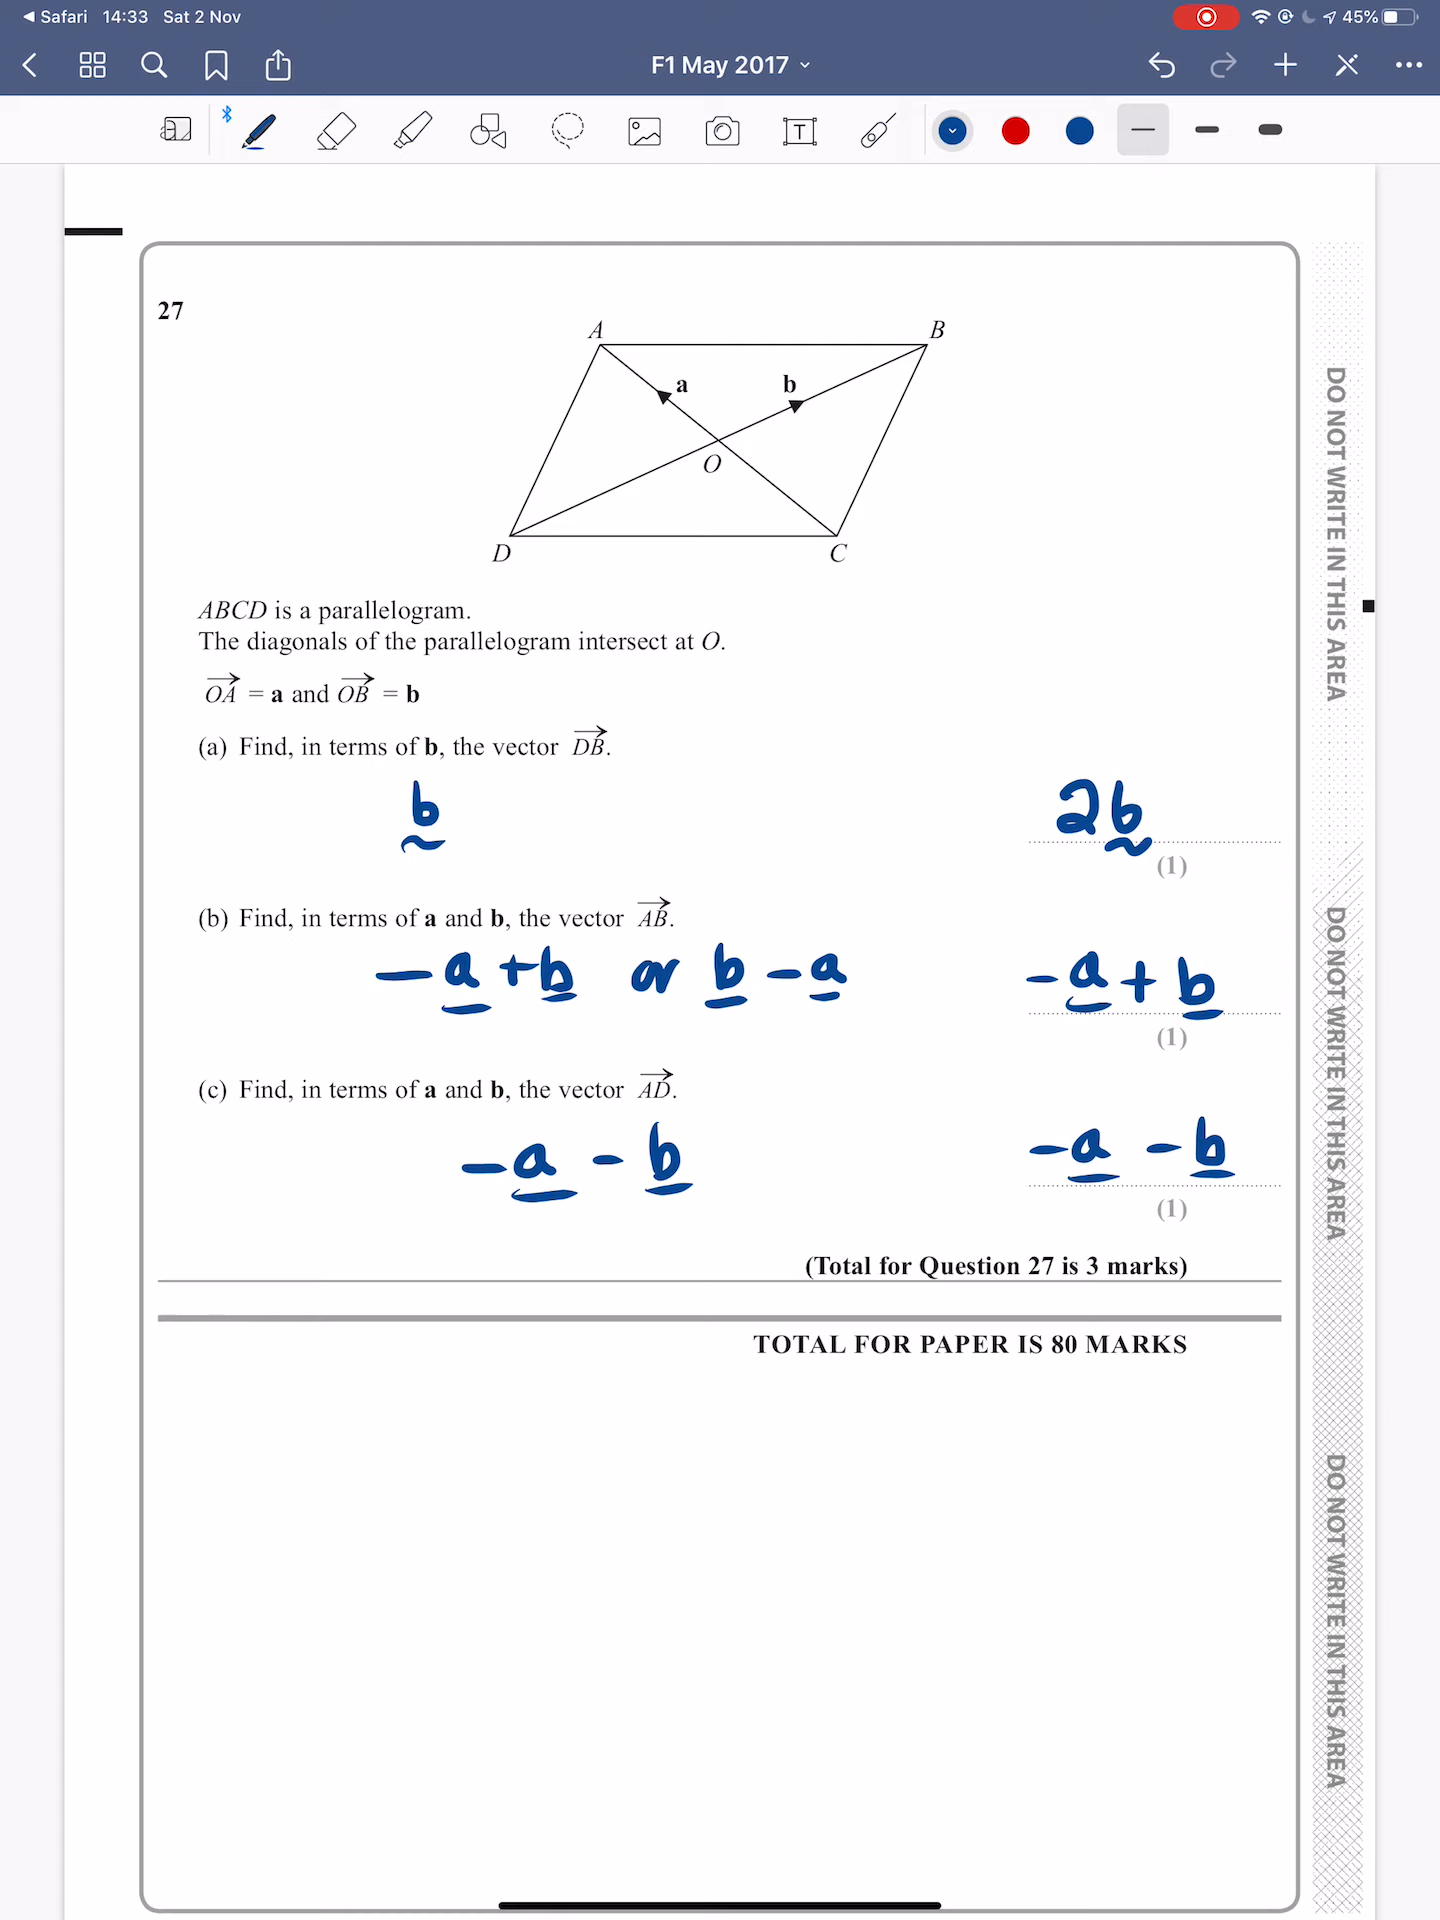 Safari 14:33 Sat 2 Nov 45%
F1 May 2017
27
A B
a b
O
D C
ABCD is a parallelogram.
The diagonals of the parallelogram intersect at O.
OA = a and OB = b
(a) Find, in terms of b, the vector DB.
b 2b
(1)
(b) Find, in terms of a and b, the vector AB.
-a +b or b -a -a + b
(1)
(c) Find, in terms of a and b, the vector AD.
-a - b -a - b
(1)
(Total for Question 27 is 3 marks)
TOTAL FOR PAPER IS 80 MARKS
DO NOT WRITE IN THIS AREA
DO NOT WRITE IN THIS AREA
DO NOT WRITE IN THIS AREA